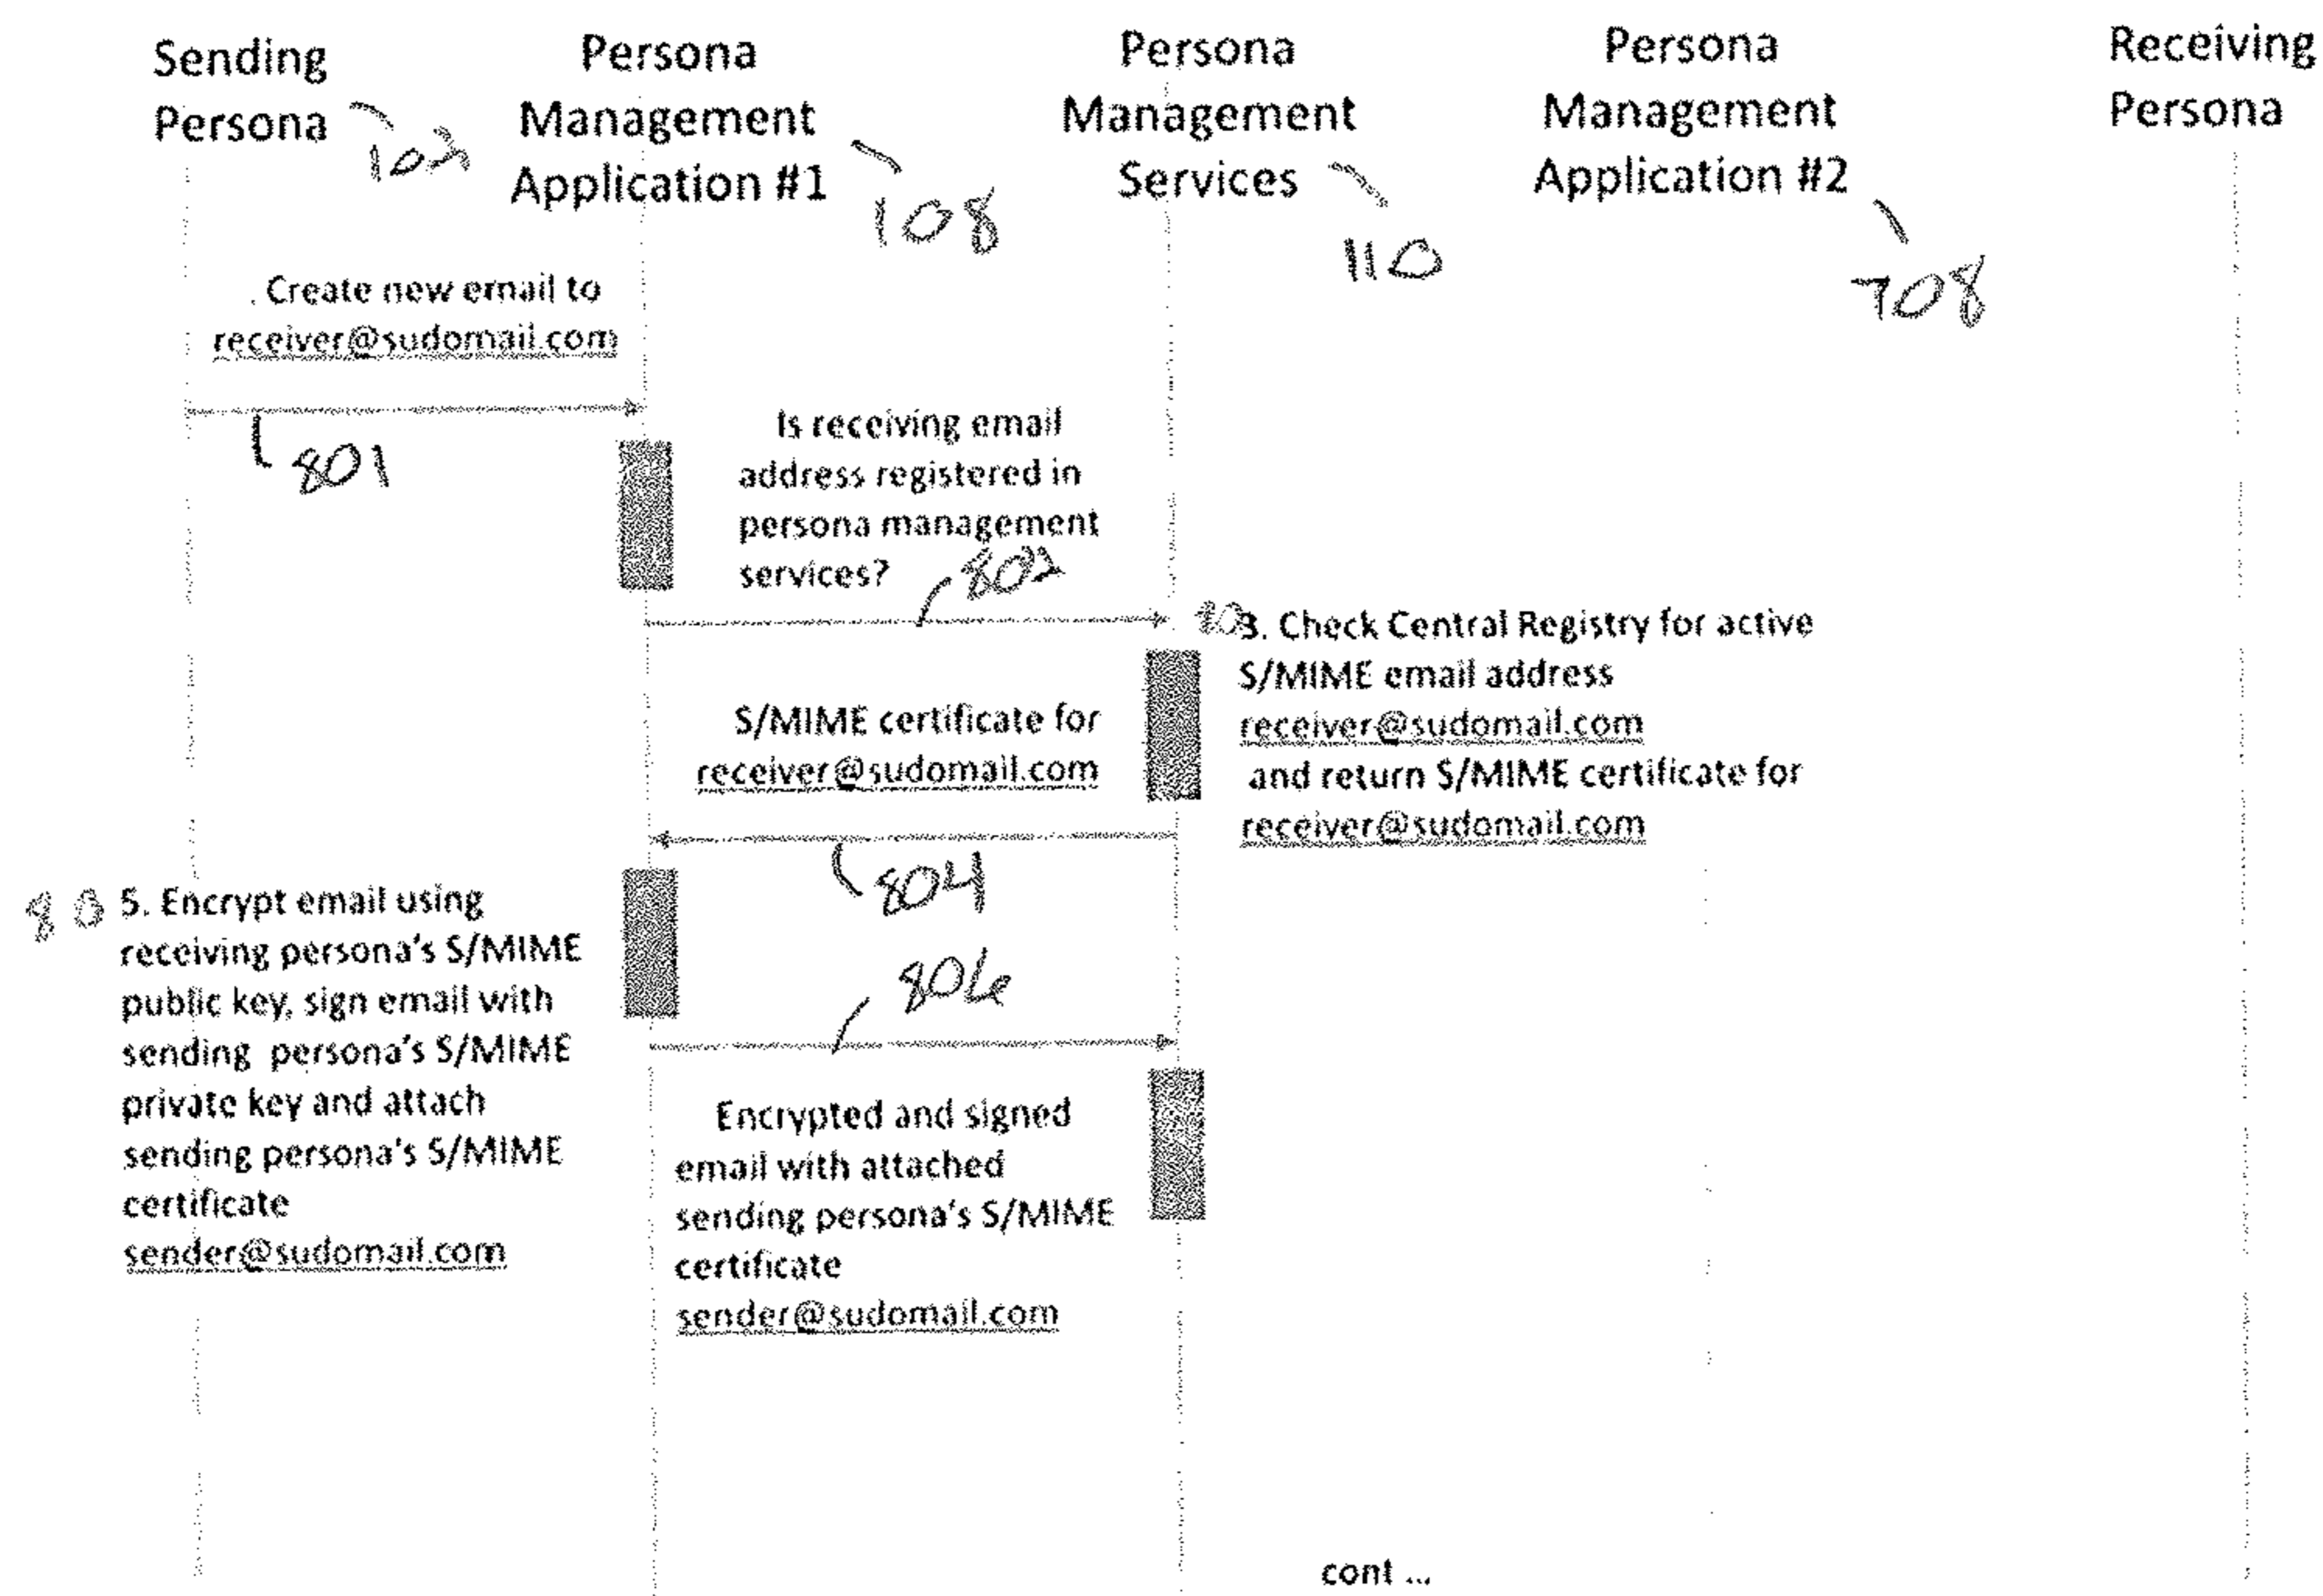 Sending
Persona
102
Persona
Management
Application #1
108
Persona
Management
Services
110
Persona
Management
Application #2
708
Receiving
Persona
. Create new email to
receiver@sudomail.com
801
Is receiving email
address registered in
persona management
services?
802
803. Check Central Registry for active
S/MIME email address
receiver@sudomail.com
and return S/MIME certificate for
receiver@sudomail.com
S/MIME certificate for
receiver@sudomail.com
804
805. Encrypt email using
receiving persona's S/MIME
public key, sign email with
sending persona's S/MIME
private key and attach
sending persona's S/MIME
certificate
sender@sudomail.com
806
Encrypted and signed
email with attached
sending persona's S/MIME
certificate
sender@sudomail.com
cont ...